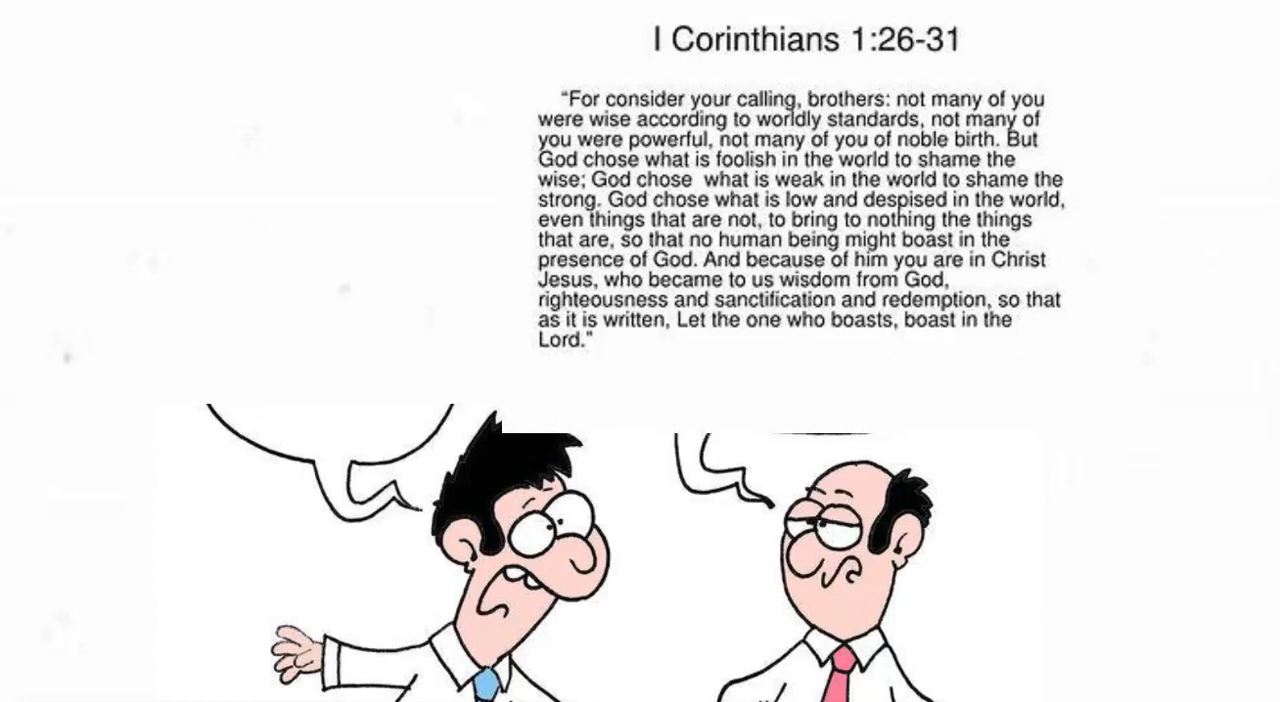 I Corinthians 1:26-31
“For consider your calling, brothers: not many of you
were wise according to worldly standards, not many of
you were powerful, not many of you of noble birth. But
God chose what is foolish in the world to shame the
wise; God chose  what is weak in the world to shame the
strong. God chose what is low and despised in the world,
even things that are not, to bring to nothing the things
that are, so that no human being might boast in the
presence of God. And because of him you are in Christ
Jesus, who became to us wisdom from God,
righteousness and sanctification and redemption, so that
as it is written, Let the one who boasts, boast in the
Lord.”